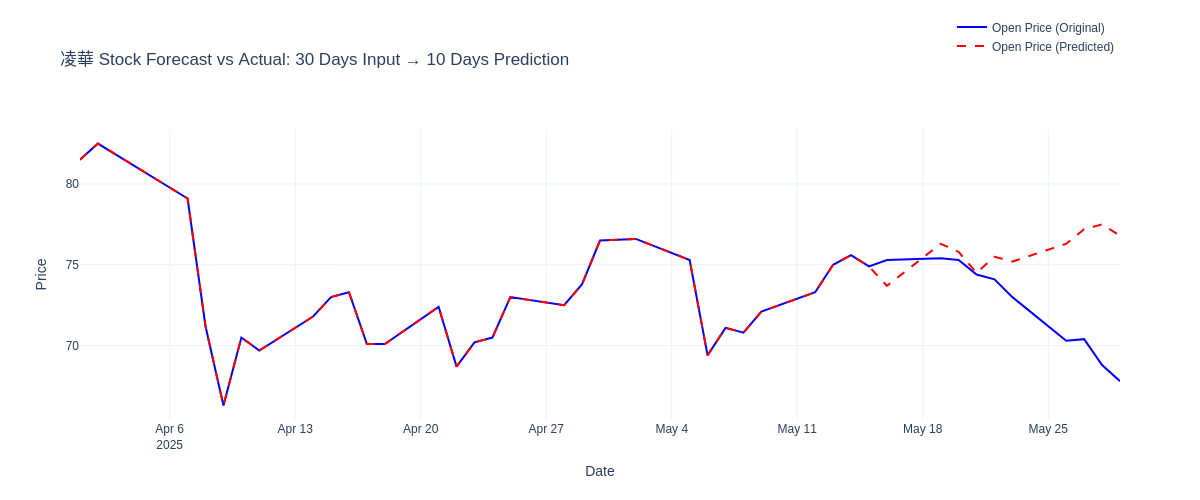 凌華 Stock Forecast vs Actual: 30 Days Input → 10 Days Prediction
Open Price (Original)
Open Price (Predicted)
Price
80
75
70
Apr 6
2025
Apr 13
Apr 20
Apr 27
May 4
May 11
May 18
May 25
Date